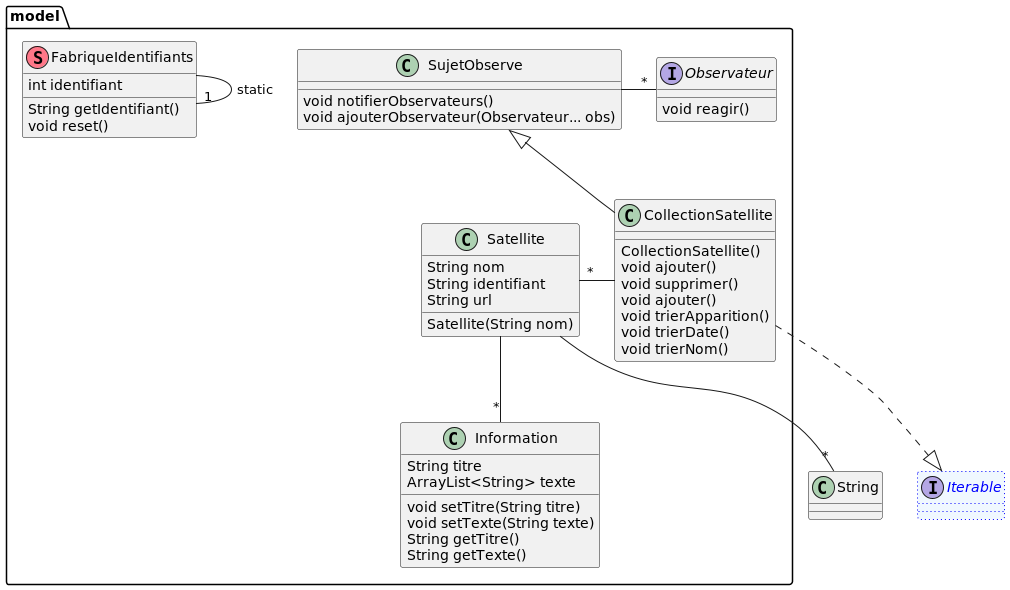 model
S FabriqueIdentifiants
int identifiant
String getIdentifiant()
void reset()
1
static
C SujetObserve
void notifierObservateurs()
void ajouterObservateur(Observateur... obs)
*
I Observateur
void reagir()
C Satellite
String nom
String identifiant
String url
Satellite(String nom)
*
C CollectionSatellite
CollectionSatellite()
void ajouter()
void supprimer()
void ajouter()
void trierApparition()
void trierDate()
void trierNom()
*
C Information
String titre
ArrayList<String> texte
void setTitre(String titre)
void setTexte(String texte)
String getTitre()
String getTexte()
*
C String
I Iterable